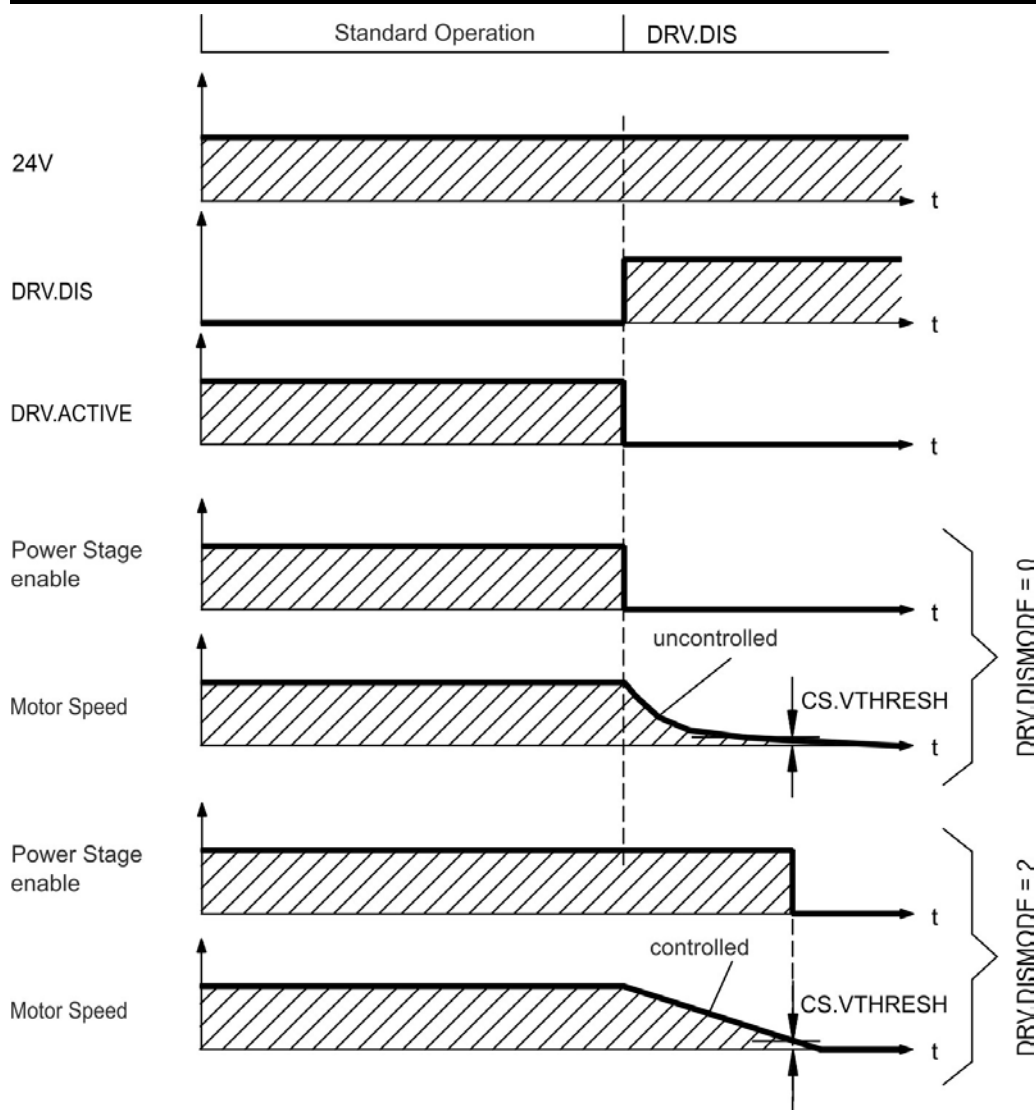 Standard Operation
DRV.DIS
24V
t
DRV.DIS
t
DRV.ACTIVE
t
Power Stage
enable
t
uncontrolled
Motor Speed
CS.VTHRESH
t
DRV.DISMODE = 0
Power Stage
enable
t
controlled
Motor Speed
CS.VTHRESH
t
DRV.DISMODE = 2